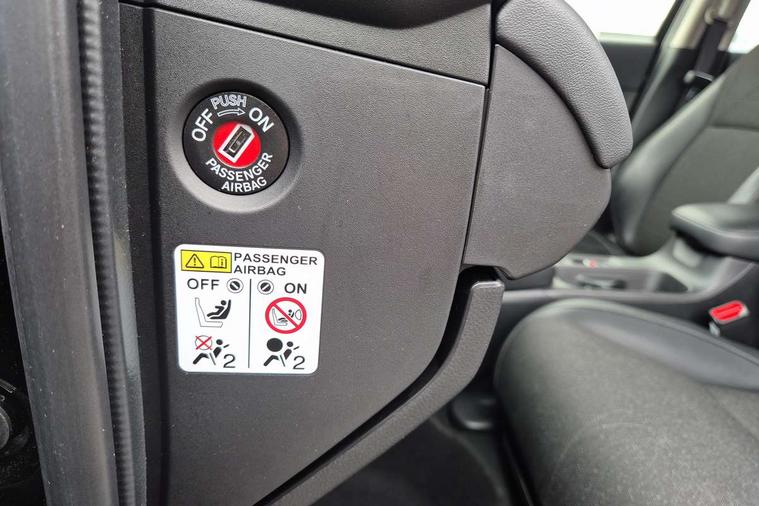 PUSH
OFF ON
PASSENGER
AIRBAG
PASSENGER
AIRBAG
OFF ON
2 2